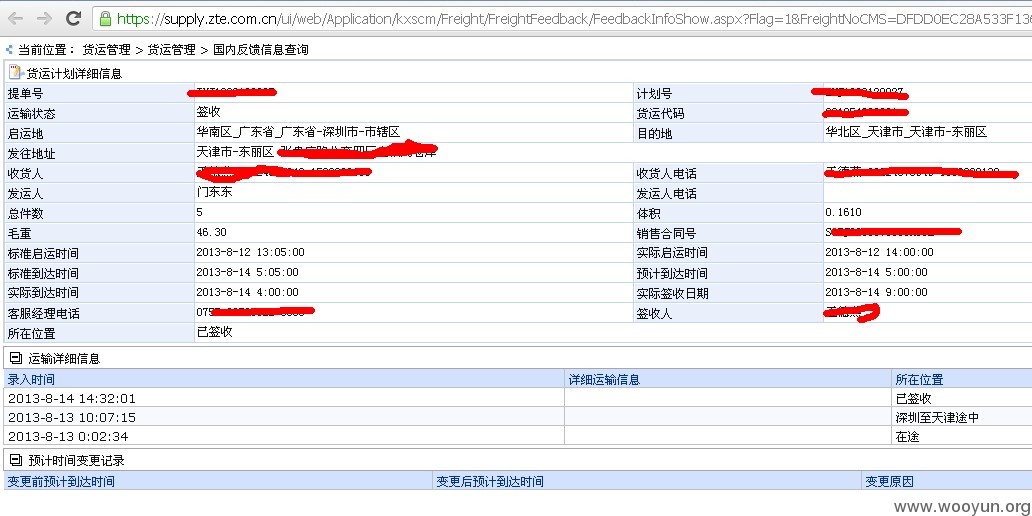 https://supply.zte.com.cn/ui/web/Application/kxscm/Freight/FreightFeedback/FeedbackInfoShow.aspx?Flag=1&FreightNoCMS=DFDD0EC28A533F136
当前位置： 货运管理 > 货运管理 > 国内反馈信息查询
货运计划详细信息
提单号 计划号
运输状态 签收 货运代码
启运地 华南区_广东省_广东省-深圳市-市辖区 目的地 华北区_天津市_天津市-东丽区
发往地址 天津市-东丽区
收货人 收货人电话
发运人 门东东 发运人电话
总件数 5 体积 0.1610
毛重 46.30 销售合同号
标准启运时间 2013-8-12 13:05:00 实际启运时间 2013-8-12 14:00:00
标准到达时间 2013-8-14 5:05:00 预计到达时间 2013-8-14 5:00:00
实际到达时间 2013-8-14 4:00:00 实际签收日期 2013-8-14 9:00:00
客服经理电话 075 签收人
所在位置 已签收
运输详细信息
录入时间 详细运输信息 所在位置
2013-8-14 14:32:01 已签收
2013-8-13 10:07:15 深圳至天津途中
2013-8-13 0:02:34 在途
预计时间变更记录
变更前预计到达时间 变更后预计到达时间 变更原因
www.wooyun.org